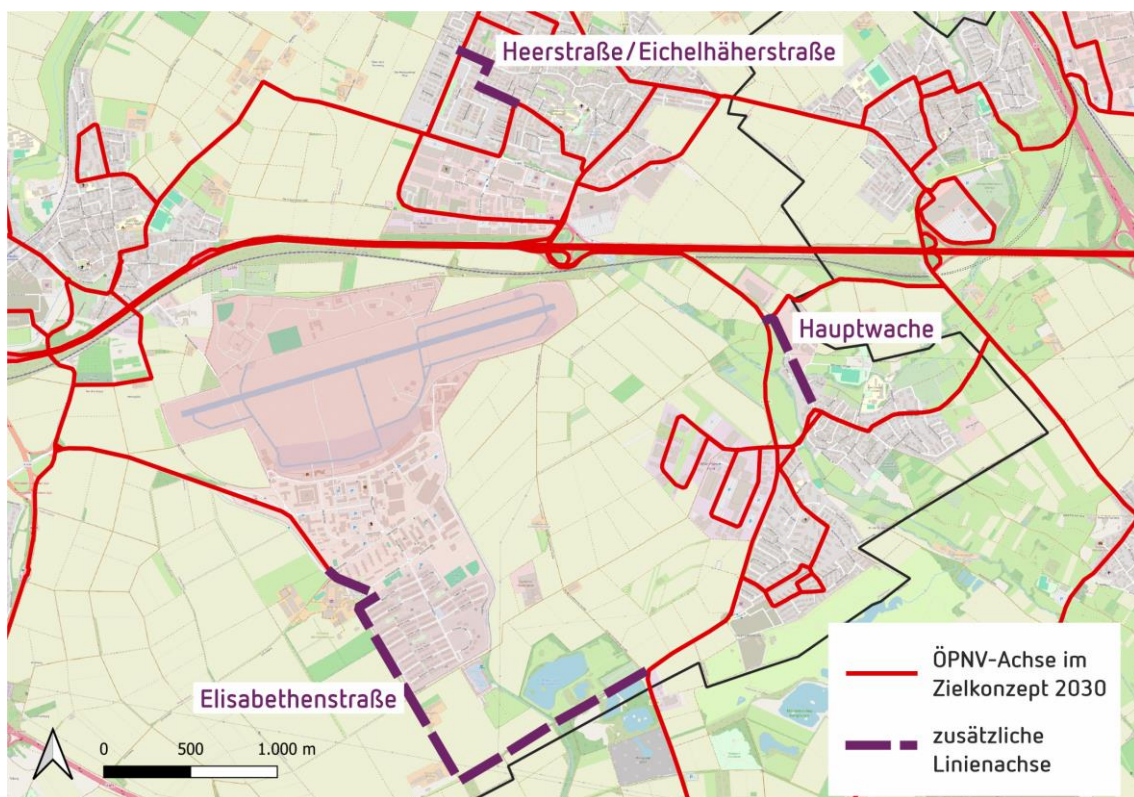 Heerstraße/Eichelhäherstraße
Hauptwache
Elisabethenstraße
0 500 1.000 m
ÖPNV-Achse im
Zielkonzept 2030
zusätzliche
Linienachse